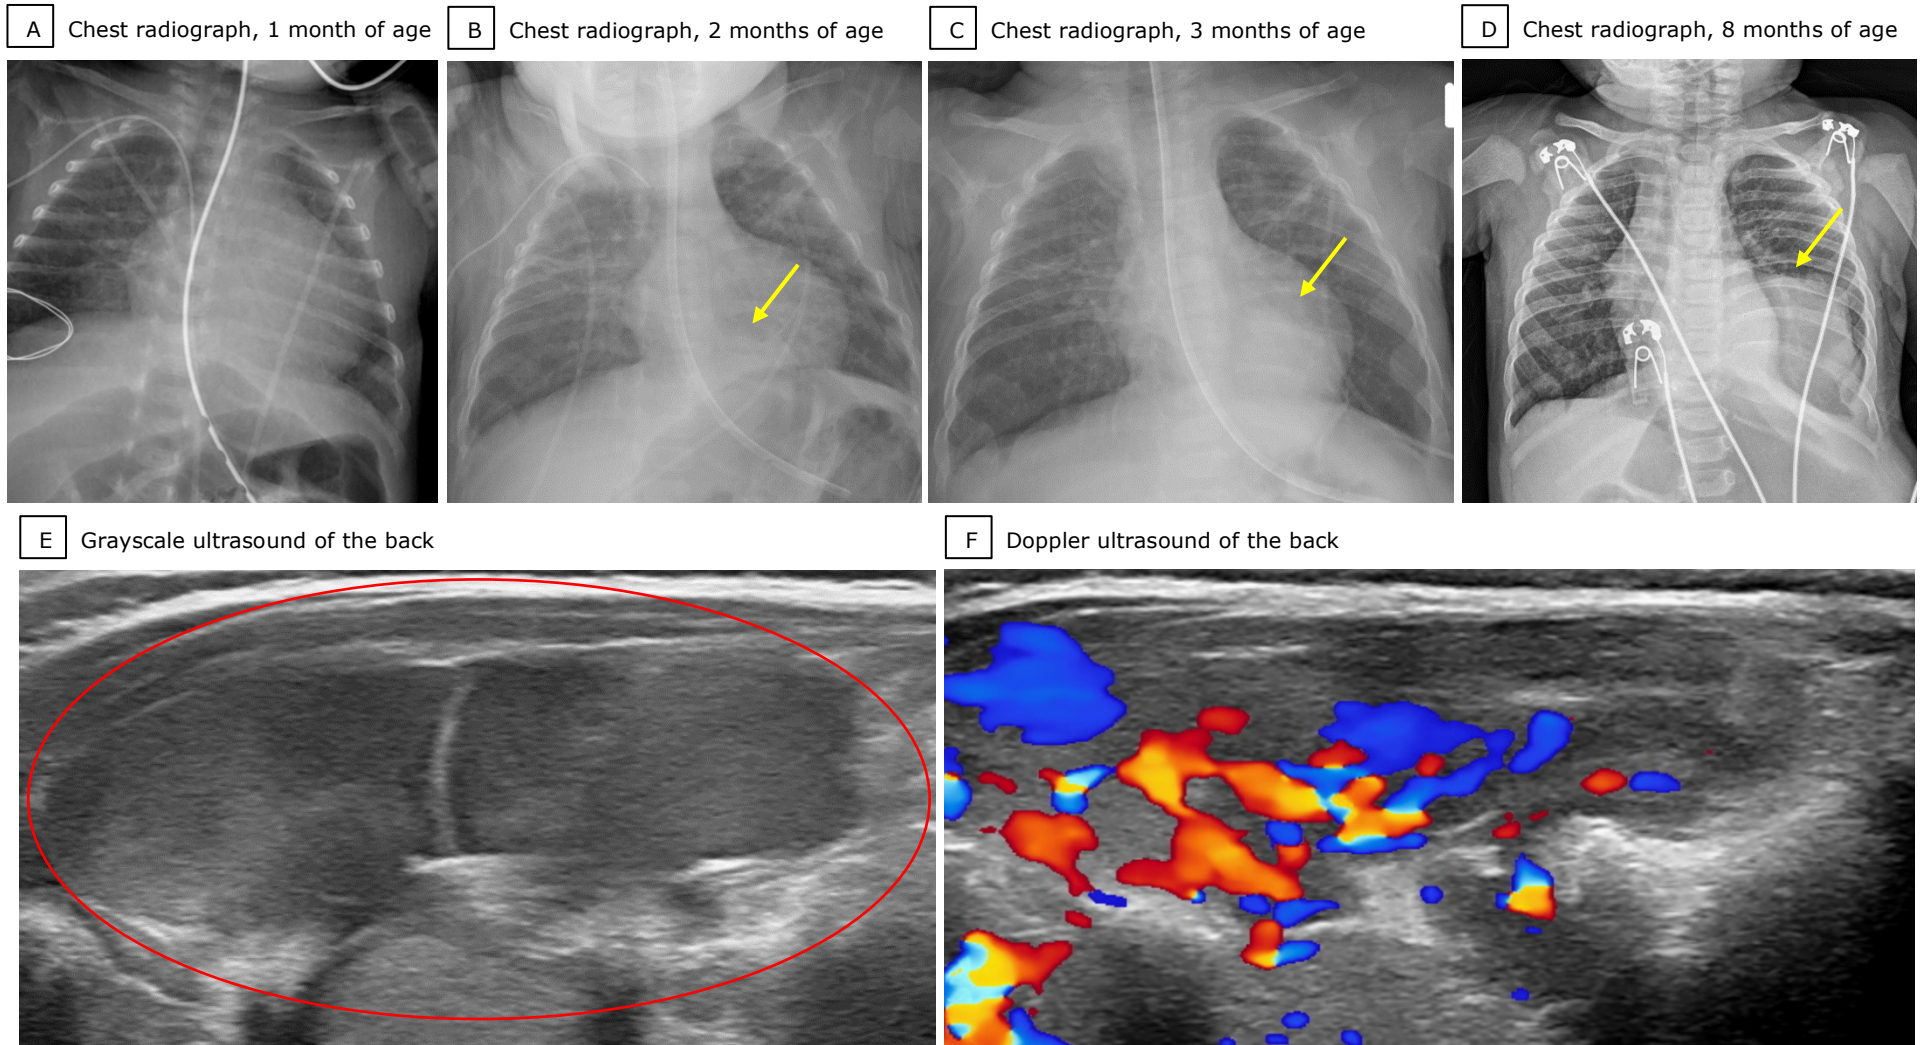 A Chest radiograph, 1 month of age
B Chest radiograph, 2 months of age
C Chest radiograph, 3 months of age
D Chest radiograph, 8 months of age
E Grayscale ultrasound of the back
F Doppler ultrasound of the back